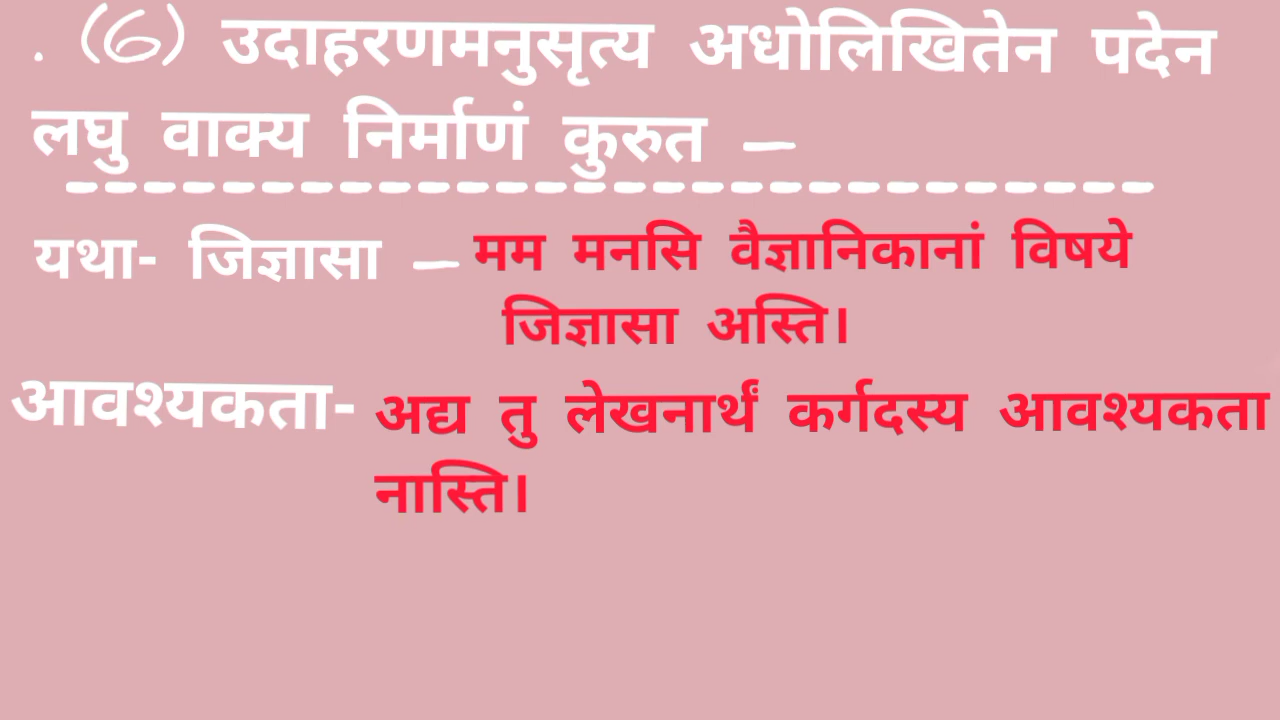 . (6) उदाहरणमनुसृत्य अधोलिखितेन पदेन
लघु वाक्य निर्माणं कुरुत —
यथा- जिज्ञासा — मम मनसि वैज्ञानिकानां विषये
जिज्ञासा अस्ति।
आवश्यकता- अद्य तु लेखनार्थं कर्गदस्य आवश्यकता
नास्ति।